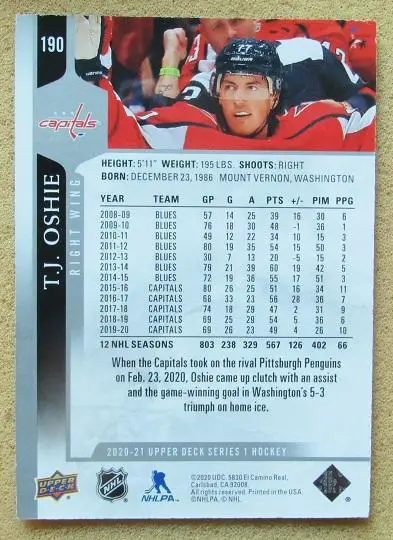 190
77
capitals
T.J. OSHIE
RIGHT WING
HEIGHT: 5'11" WEIGHT: 195 LBS. SHOOTS: RIGHT
BORN: DECEMBER 23, 1986 MOUNT VERNON, WASHINGTON
YEAR TEAM GP G A PTS +/- PIM PPG
2008-09 BLUES 57 14 25 39 16 30 6
2009-10 BLUES 76 18 30 48 -1 36 1
2010-11 BLUES 49 12 22 34 10 15 3
2011-12 BLUES 80 19 35 54 15 50 3
2012-13 BLUES 30 7 13 20 -5 15 2
2013-14 BLUES 79 21 39 60 19 42 5
2014-15 BLUES 72 19 36 55 17 51 3
2015-16 CAPITALS 80 26 25 51 16 34 11
2016-17 CAPITALS 68 33 23 56 28 36 7
2017-18 CAPITALS 74 18 29 47 2 31 9
2018-19 CAPITALS 69 25 29 54 5 36 6
2019-20 CAPITALS 69 26 23 49 4 26 10
12 NHL SEASONS 803 238 329 567 126 402 66
When the Capitals took on the rival Pittsburgh Penguins
on Feb. 23, 2020, Oshie came up clutch with an assist
and the game-winning goal in Washington's 5-3
triumph on home ice.
2020-21 UPPER DECK SERIES 1 HOCKEY
UPPER DECK
NHL
NHLPA
©2020 UDC. 5830 El Camino Real,
Carlsbad, CA 92008.
All rights reserved. Printed in the USA.
©NHLPA, © NHL.